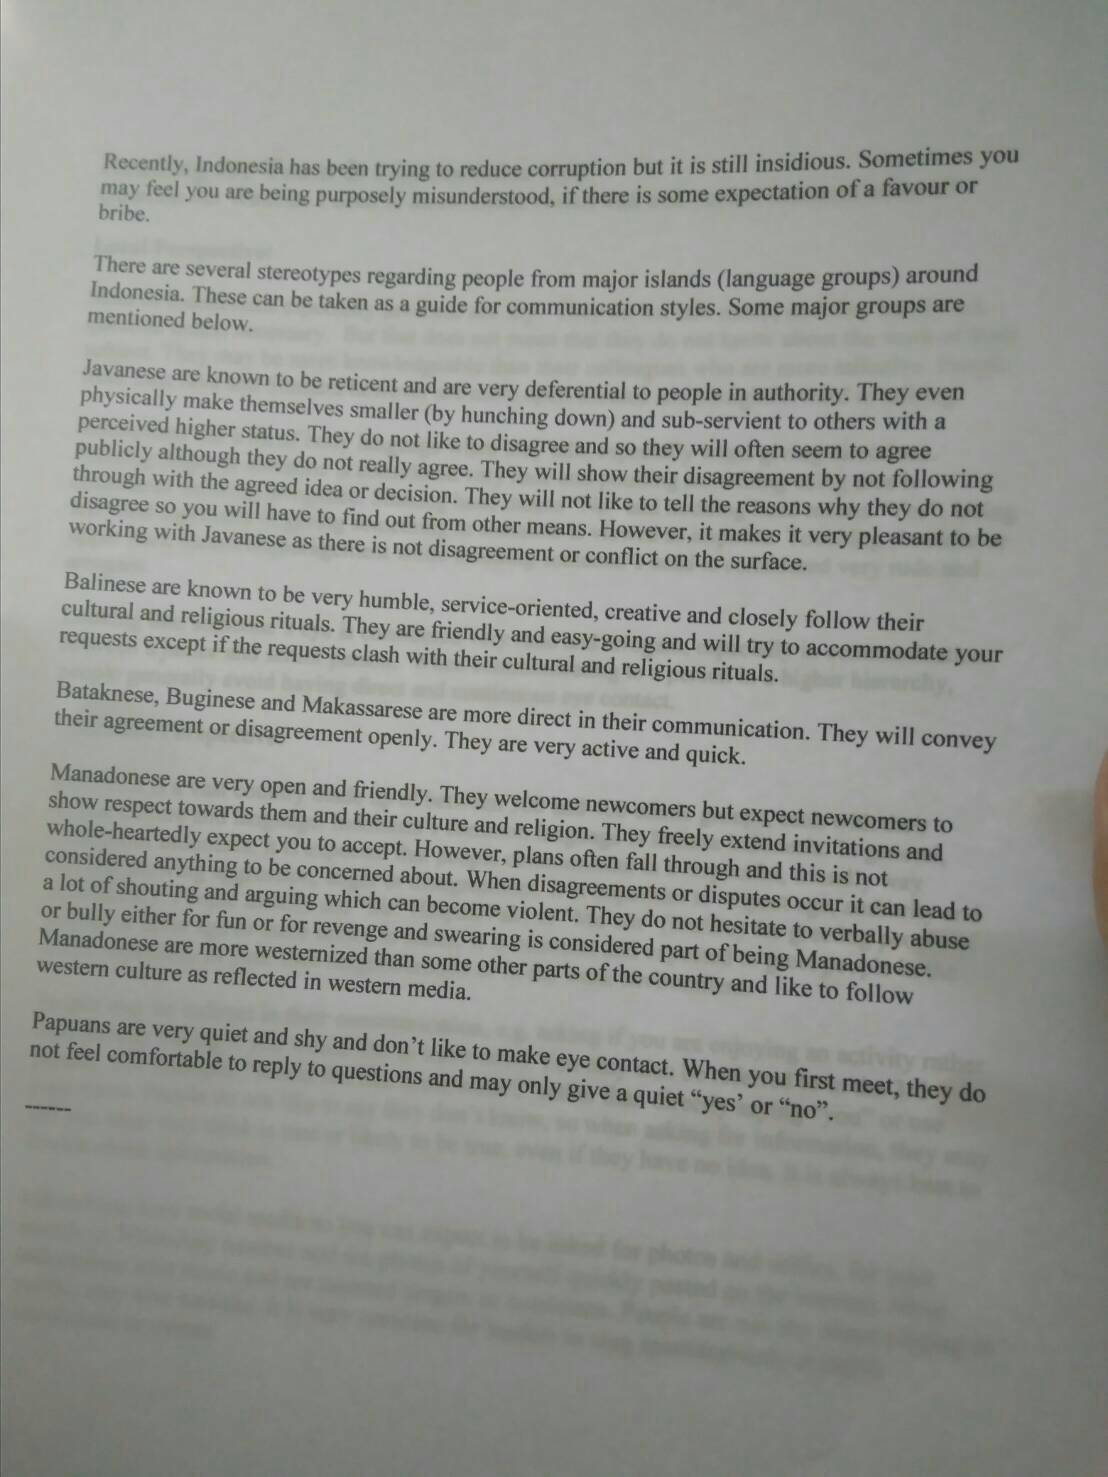 Recently, Indonesia has been trying to reduce corruption but it is still insidious. Sometimes you
may feel you are being purposely misunderstood, if there is some expectation of a favour or
bribe.
There are several stereotypes regarding people from major islands (language groups) around
Indonesia. These can be taken as a guide for communication styles. Some major groups are
mentioned below.
Javanese are known to be reticent and are very deferential to people in authority. They even
physically make themselves smaller (by hunching down) and sub-servient to others with a
perceived higher status. They do not like to disagree and so they will often seem to agree
publicly although they do not really agree. They will show their disagreement by not following
through with the agreed idea or decision. They will not like to tell the reasons why they do not
disagree so you will have to find out from other means. However, it makes it very pleasant to be
working with Javanese as there is not disagreement or conflict on the surface.
Balinese are known to be very humble, service-oriented, creative and closely follow their
cultural and religious rituals. They are friendly and easy-going and will try to accommodate your
requests except if the requests clash with their cultural and religious rituals.
Bataknese, Buginese and Makassarese are more direct in their communication. They will convey
their agreement or disagreement openly. They are very active and quick.
Manadonese are very open and friendly. They welcome newcomers but expect newcomers to
show respect towards them and their culture and religion. They freely extend invitations and
whole-heartedly expect you to accept. However, plans often fall through and this is not
considered anything to be concerned about. When disagreements or disputes occur it can lead to
a lot of shouting and arguing which can become violent. They do not hesitate to verbally abuse
or bully either for fun or for revenge and swearing is considered part of being Manadonese.
Manadonese are more westernized than some other parts of the country and like to follow
western culture as reflected in western media.
Papuans are very quiet and shy and don’t like to make eye contact. When you first meet, they do
not feel comfortable to reply to questions and may only give a quiet “yes’ or “no”.
------